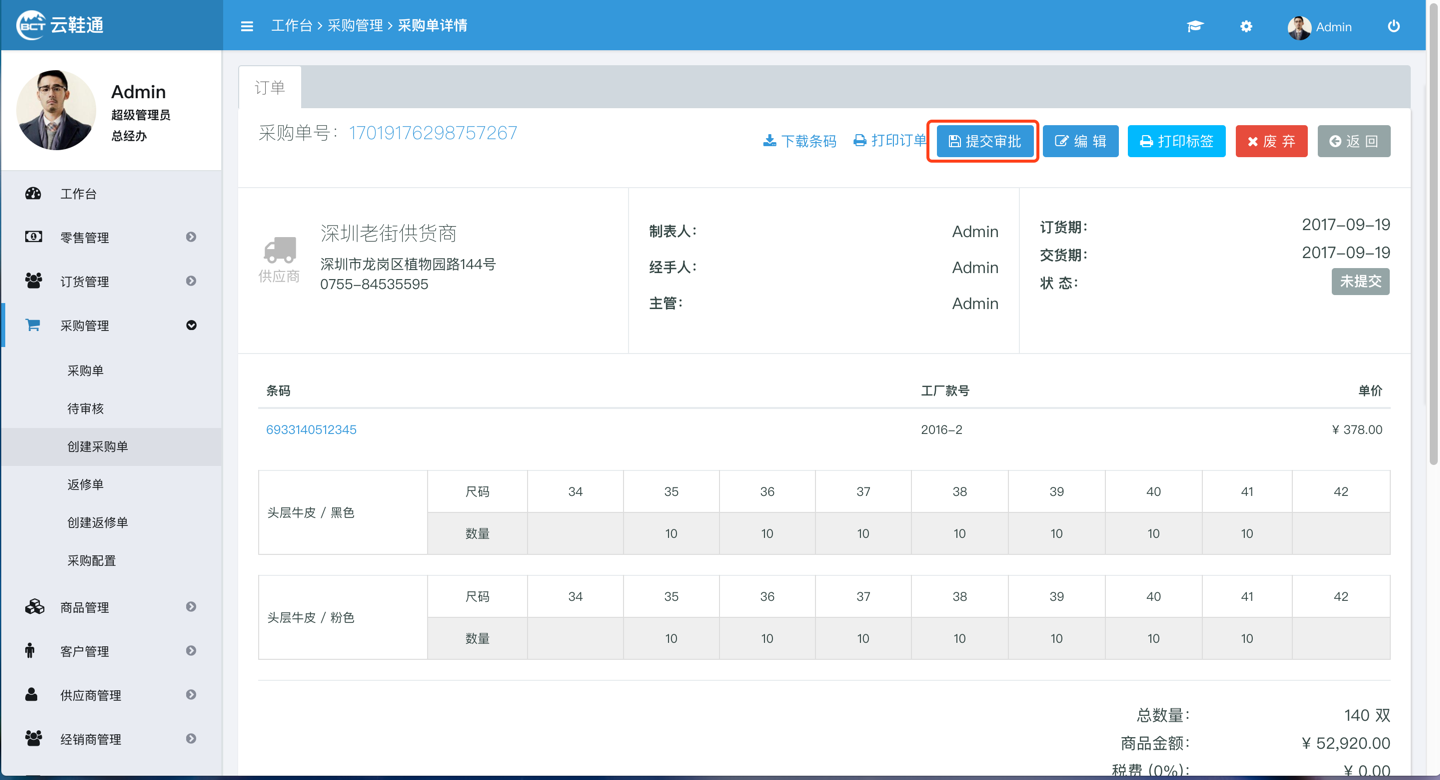 BCT 云鞋通
工作台 > 采购管理 > 采购单详情
Admin
Admin
超级管理员
总经办
工作台
零售管理
订货管理
采购管理
采购单
待审核
创建采购单
返修单
创建返修单
采购配置
商品管理
客户管理
供应商管理
经销商管理
订单
采购单号: 17019176298757267
下载条码 打印订单 提交审批 编 辑 打印标签 废 弃 返 回
供应商
深圳老街供货商
深圳市龙岗区植物园路144号
0755-84535595
制表人: Admin
经手人: Admin
主管: Admin
订货期: 2017-09-19
交货期: 2017-09-19
状 态: 未提交
条码 工厂款号 单价
6933140512345 2016-2 ¥ 378.00
头层牛皮 / 黑色
尺码 34 35 36 37 38 39 40 41 42
数量 10 10 10 10 10 10 10
头层牛皮 / 粉色
尺码 34 35 36 37 38 39 40 41 42
数量 10 10 10 10 10 10 10
总数量: 140 双
商品金额: ¥ 52,920.00
税费 (0%): ¥ 0.00